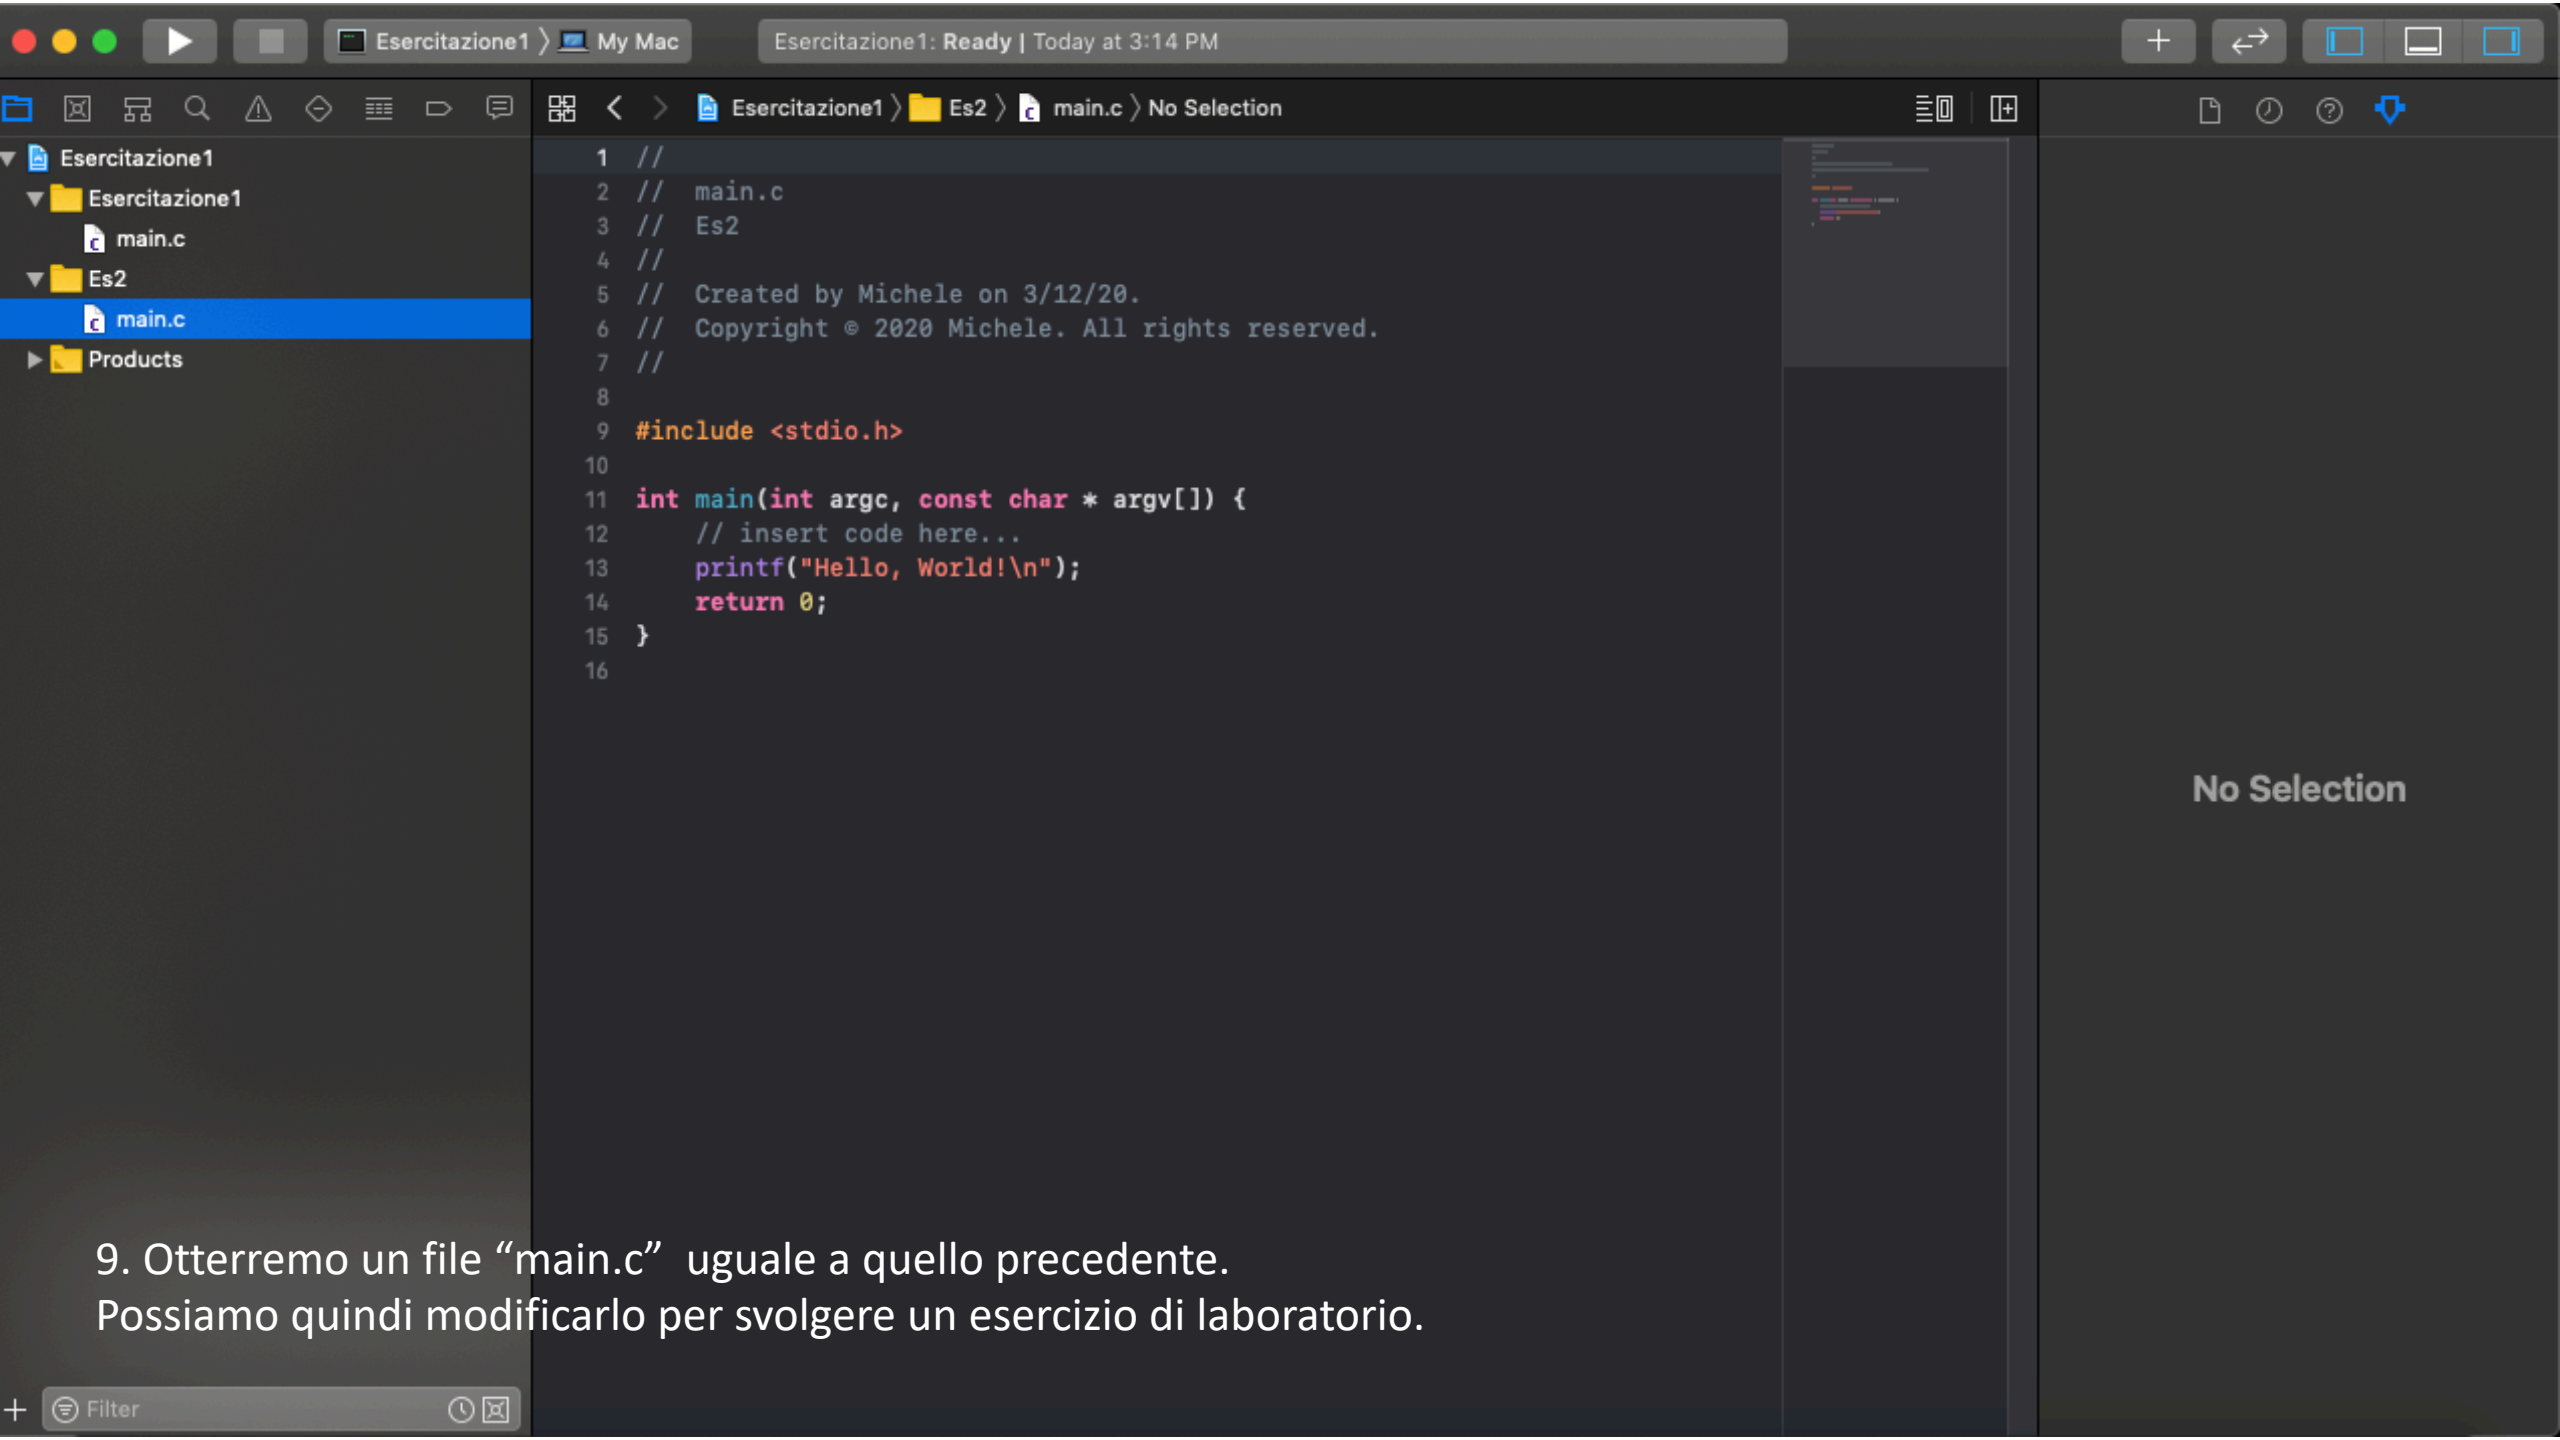 Esercitazione1 〉 My Mac
Esercitazione1: Ready | Today at 3:14 PM
Esercitazione1 〉 Es2 〉 main.c 〉 No Selection
Esercitazione1
Esercitazione1
main.c
Es2
main.c
Products
1 //
2 //  main.c
3 //  Es2
4 //
5 //  Created by Michele on 3/12/20.
6 //  Copyright © 2020 Michele. All rights reserved.
7 //
8
9 #include <stdio.h>
10
11 int main(int argc, const char * argv[]) {
12     // insert code here...
13     printf("Hello, World!\n");
14     return 0;
15 }
16
No Selection
9. Otterremo un file “main.c”  uguale a quello precedente.
Possiamo quindi modificarlo per svolgere un esercizio di laboratorio.
Filter